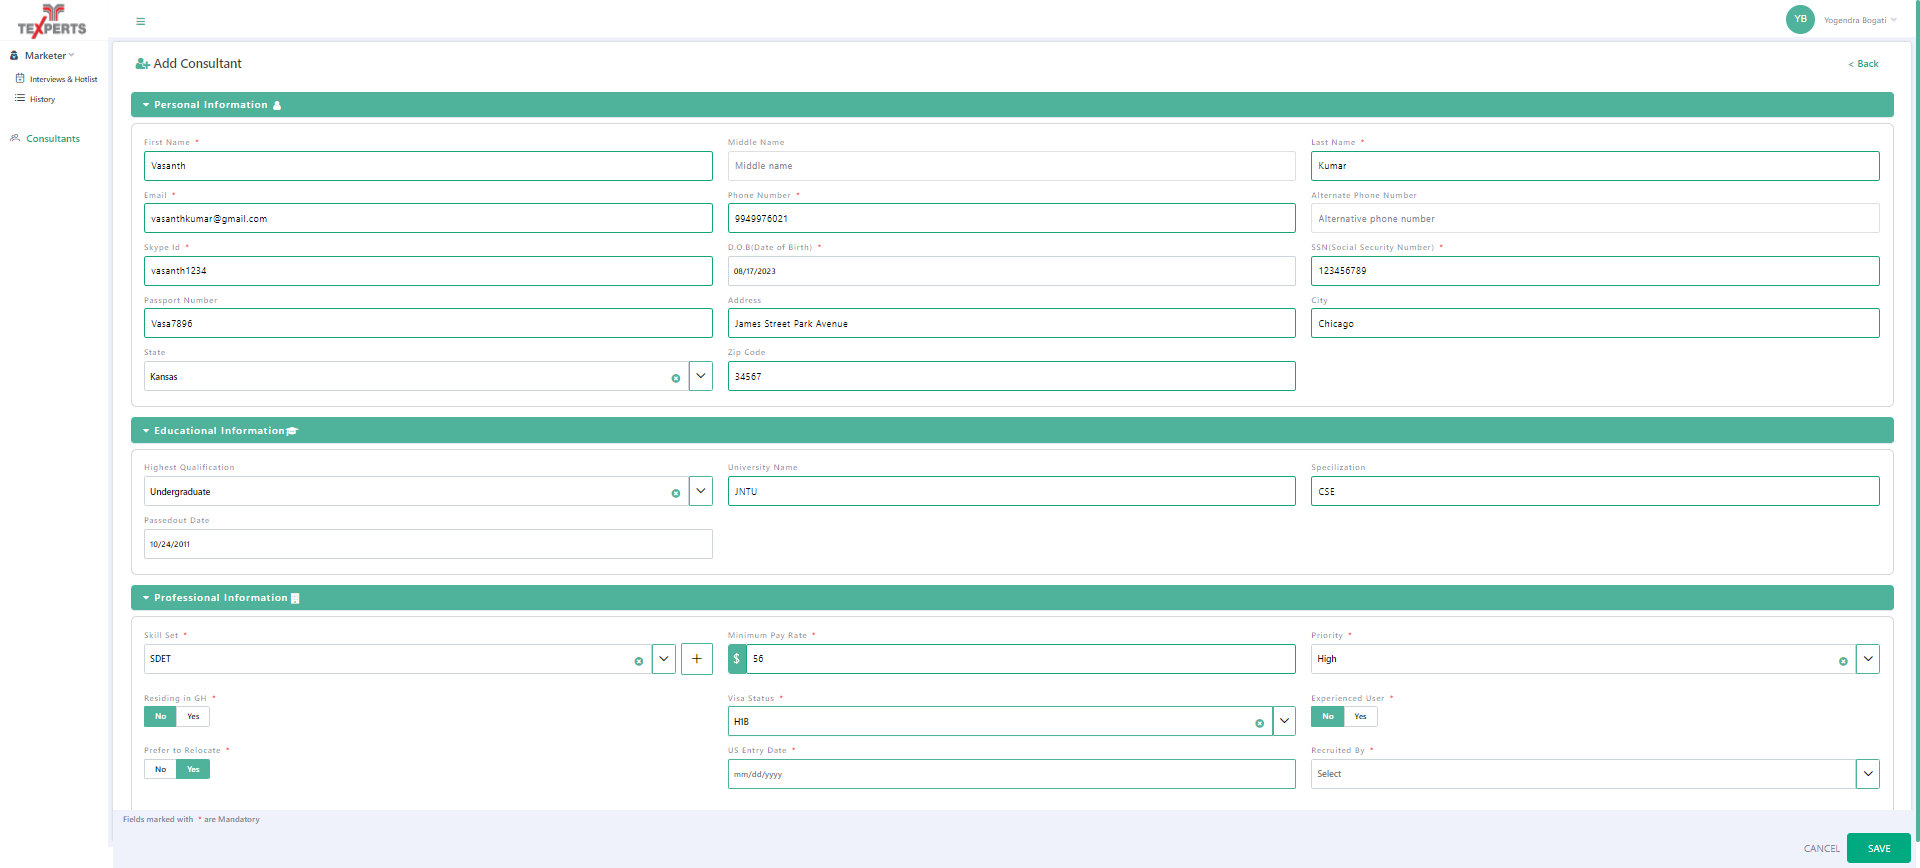 TEXPERTS
YB Yogendra Bogati
Marketer
Interviews & Hotlist
History
Consultants
Add Consultant
< Back
Personal Information
First Name * Middle Name Last Name *
Vasanth Middle name Kumar
Email * Phone Number * Alternate Phone Number
vasanthkumar@gmail.com 9949976021 Alternative phone number
Skype Id * D.O.B(Date of Birth) * SSN(Social Security Number) *
vasanth1234 08/17/2023 123456789
Passport Number Address City
Vasa7896 James Street Park Avenue Chicago
State Zip Code
Kansas 34567
Educational Information
Highest Qualification University Name Specilization
Undergraduate JNTU CSE
Passedout Date
10/24/2011
Professional Information
Skill Set * Minimum Pay Rate * Priority *
SDET + $ 56 High
Residing in GH * Visa Status * Experienced User *
No Yes H1B No Yes
Prefer to Relocate * US Entry Date * Recruited By *
No Yes mm/dd/yyyy Select
Fields marked with * are Mandatory
CANCEL SAVE